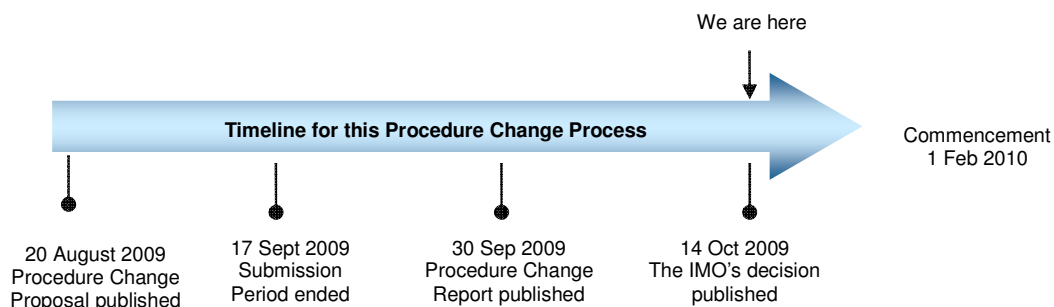 We are here
Timeline for this Procedure Change Process
Commencement
1 Feb 2010
20 August 2009
Procedure Change
Proposal published
17 Sept 2009
Submission
Period ended
30 Sep 2009
Procedure Change
Report published
14 Oct 2009
The IMO's decision
published